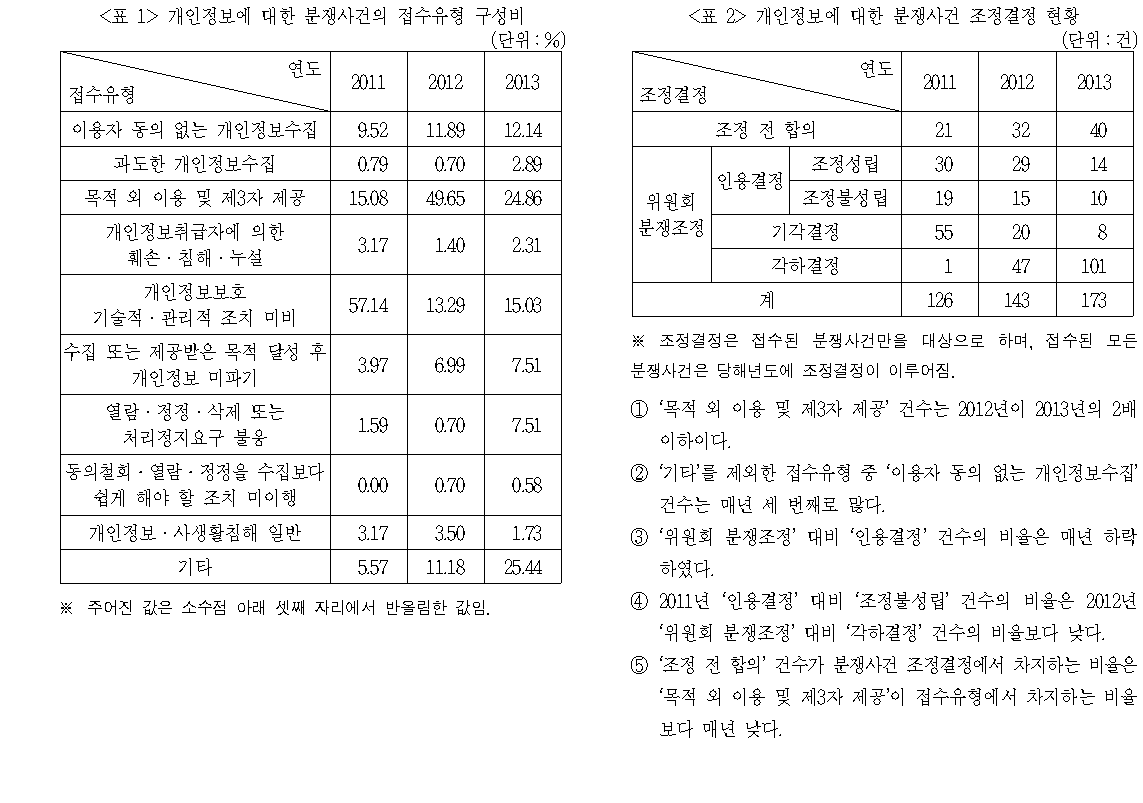 <표 1> 개인정보에 대한 분쟁사건의 접수유형 구성비
(단위 : %)
연도
접수유형
2011 2012 2013
이용자 동의 없는 개인정보수집 9.52 11.89 12.14
과도한 개인정보수집 0.79 0.70 2.89
목적 외 이용 및 제3자 제공 15.08 49.65 24.86
개인정보취급자에 의한
훼손·침해·누설
3.17 1.40 2.31
개인정보보호
기술적·관리적 조치 미비
57.14 13.29 15.03
수집 또는 제공받은 목적 달성 후
개인정보 미파기
3.97 6.99 7.51
열람·정정·삭제 또는
처리정지요구 불응
1.59 0.70 7.51
동의철회·열람·정정을 수집보다
쉽게 해야 할 조치 미이행
0.00 0.70 0.58
개인정보·사생활침해 일반 3.17 3.50 1.73
기타 5.57 11.18 25.44
※ 주어진 값은 소수점 아래 셋째 자리에서 반올림한 값임.
<표 2> 개인정보에 대한 분쟁사건 조정결정 현황
(단위 : 건)
연도
조정결정
2011 2012 2013
조정 전 합의 21 32 40
위원회
분쟁조정
인용결정
조정성립 30 29 14
조정불성립 19 15 10
기각결정 55 20 8
각하결정 1 47 101
계 126 143 173
※ 조정결정은 접수된 분쟁사건만을 대상으로 하며, 접수된 모든
분쟁사건은 당해년도에 조정결정이 이루어짐.
① ‘목적 외 이용 및 제3자 제공’ 건수는 2012년이 2013년의 2배
이하이다.
② ‘기타’를 제외한 접수유형 중 ‘이용자 동의 없는 개인정보수집’
건수는 매년 세 번째로 많다.
③ ‘위원회 분쟁조정’ 대비 ‘인용결정’ 건수의 비율은 매년 하락
하였다.
④ 2011년 ‘인용결정’ 대비 ‘조정불성립’ 건수의 비율은 2012년
‘위원회 분쟁조정’ 대비 ‘각하결정’ 건수의 비율보다 낮다.
⑤ ‘조정 전 합의’ 건수가 분쟁사건 조정결정에서 차지하는 비율은
‘목적 외 이용 및 제3자 제공’이 접수유형에서 차지하는 비율
보다 매년 낮다.